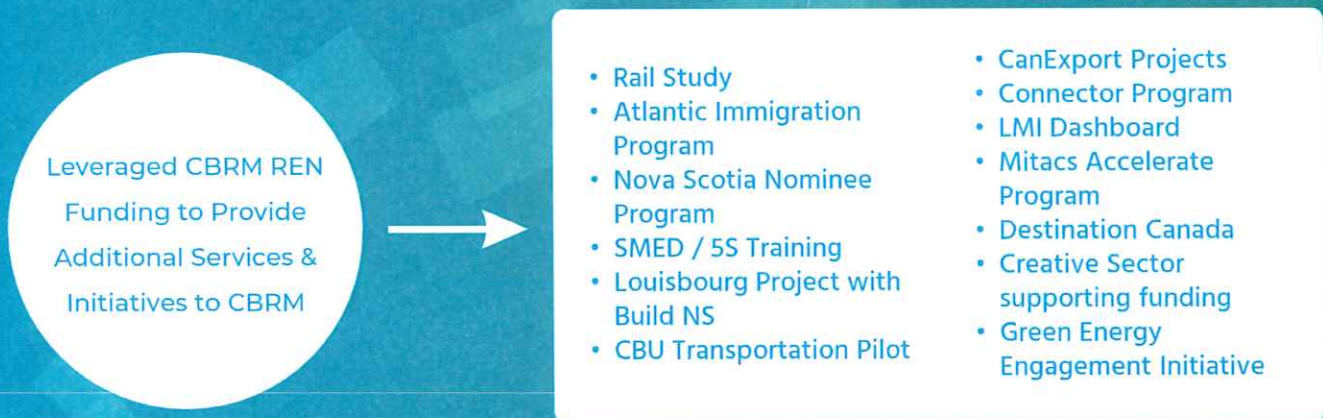 Leveraged CBRM REN
Funding to Provide
Additional Services &
Initiatives to CBRM
• Rail Study
• Atlantic Immigration
Program
• Nova Scotia Nominee
Program
• SMED / 5S Training
• Louisbourg Project with
Build NS
• CBU Transportation Pilot
• CanExport Projects
• Connector Program
• LMI Dashboard
• Mitacs Accelerate
Program
• Destination Canada
• Creative Sector
supporting funding
• Green Energy
Engagement Initiative